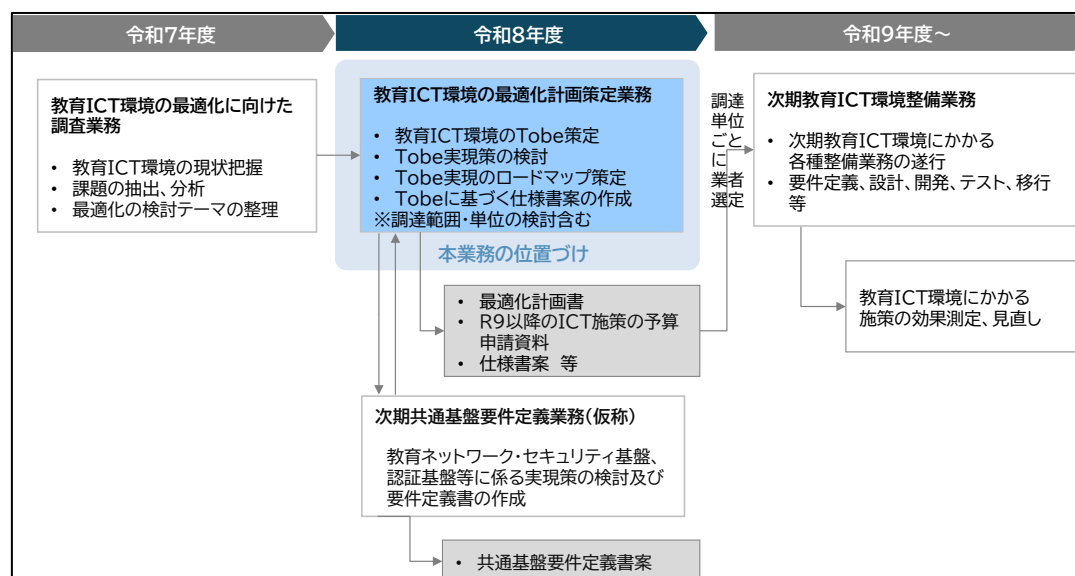 令和7年度
令和8年度
令和9年度～
教育ICT環境の最適化に向けた
調査業務
• 教育ICT環境の現状把握
• 課題の抽出、分析
• 最適化の検討テーマの整理
教育ICT環境の最適化計画策定業務
• 教育ICT環境のTobe策定
• Tobe実現策の検討
• Tobe実現のロードマップ策定
• Tobeに基づく仕様書案の作成
※調達範囲・単位の検討含む
本業務の位置づけ
• 最適化計画書
• R9以降のICT施策の予算
申請資料
• 仕様書案 等
次期共通基盤要件定義業務(仮称)
教育ネットワーク・セキュリティ基盤、
認証基盤等に係る実現策の検討及び
要件定義書の作成
• 共通基盤要件定義書案
調達単位ごとに業者選定
次期教育ICT環境整備業務
• 次期教育ICT環境にかかる
各種整備業務の遂行
• 要件定義、設計、開発、テスト、移行
等
教育ICT環境にかかる
施策の効果測定、見直し